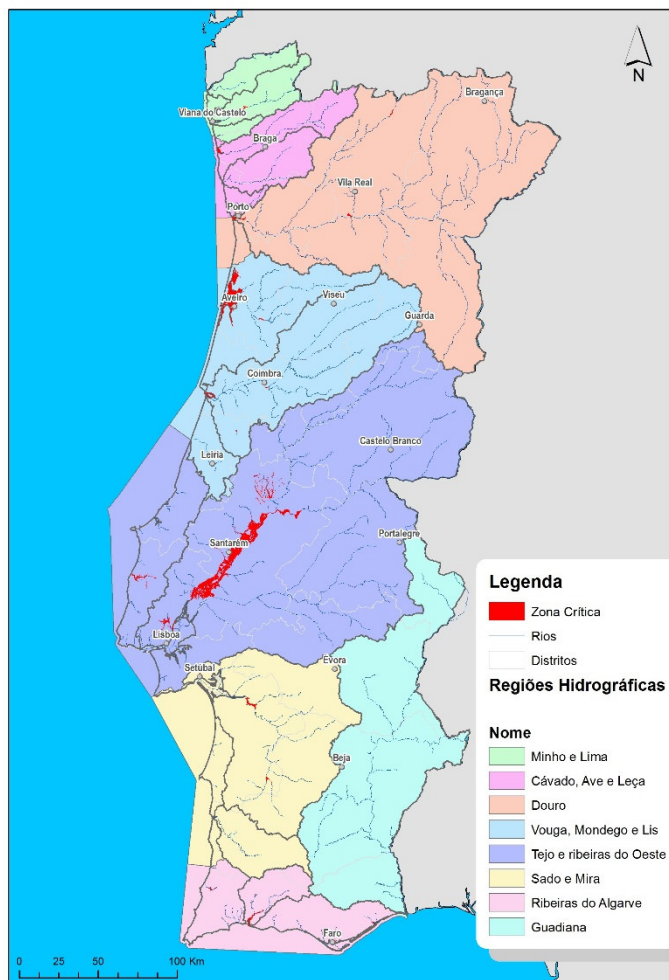 N
Bragança
Viana do Castelo
Braga
Vila Real
Porto
Aveiro
Viseu
Guarda
Coimbra
Leiria
Castelo Branco
Santarém
Portalegre
Lisboa
Setúbal
Évora
Beja
Faro
Legenda
Zona Crítica
Rios
Distritos
Regiões Hidrográficas
Nome
Minho e Lima
Cávado, Ave e Leça
Douro
Vouga, Mondego e Lis
Tejo e ribeiras do Oeste
Sado e Mira
Ribeiras do Algarve
Guadiana
0 25 50 100 Km